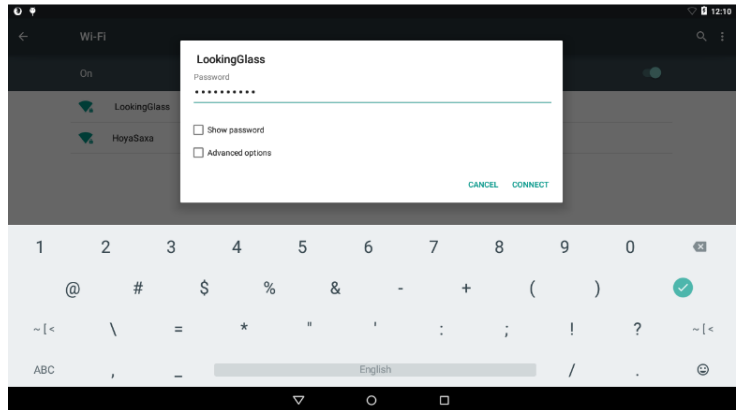 12:10
Wi-Fi
On
LookingGlass
HoyaSaxa
LookingGlass
Password
••••••••••
Show password
Advanced options
CANCEL CONNECT
1 2 3 4 5 6 7 8 9 0
@ # $ % & - + ( )
~ [ < \ = * " ' : ; ! ? ~ [ <
ABC , _ English / .